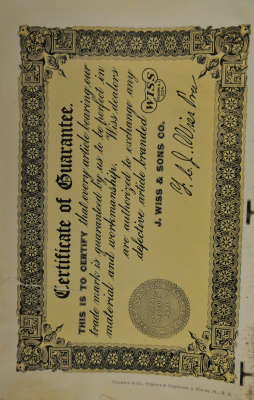 Certificate of Guarantee.
THIS IS TO CERTIFY that every article bearing our
trade mark is guaranteed by us to be perfect in
material and workmanship. Wiss dealers
are authorized to exchange any
defective article branded WISS
J. WISS & SONS CO.